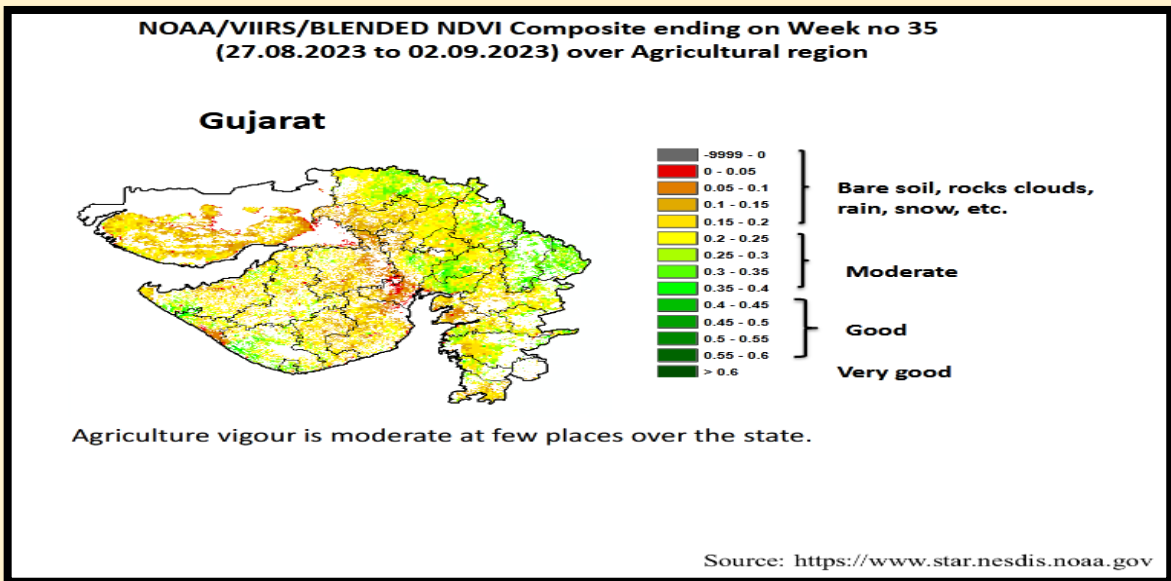 NOAA/VIIRS/BLENDED NDVI Composite ending on Week no 35
(27.08.2023 to 02.09.2023) over Agricultural region
Gujarat
-9999 - 0
0 - 0.05
0.05 - 0.1
0.1 - 0.15
0.15 - 0.2
0.2 - 0.25
0.25 - 0.3
0.3 - 0.35
0.35 - 0.4
0.4 - 0.45
0.45 - 0.5
0.5 - 0.55
0.55 - 0.6
> 0.6
Bare soil, rocks clouds,
rain, snow, etc.
Moderate
Good
Very good
Agriculture vigour is moderate at few places over the state.
Source: https://www.star.nesdis.noaa.gov